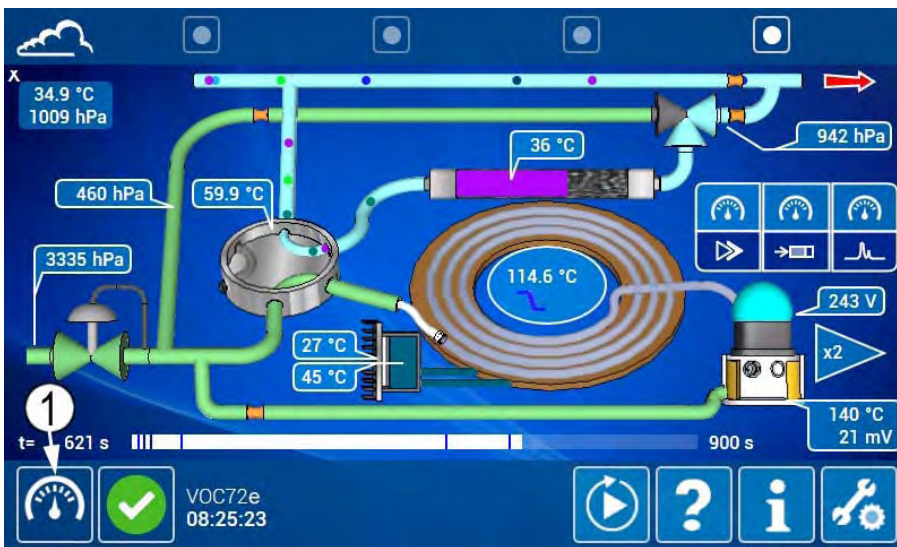 x
34.9 °C
1009 hPa
942 hPa
36 °C
460 hPa
59.9 °C
3335 hPa
114.6 °C
243 V
27 °C
45 °C
x2
140 °C
21 mV
1
t= 621 s
900 s
VOC72e
08:25:23
?
i